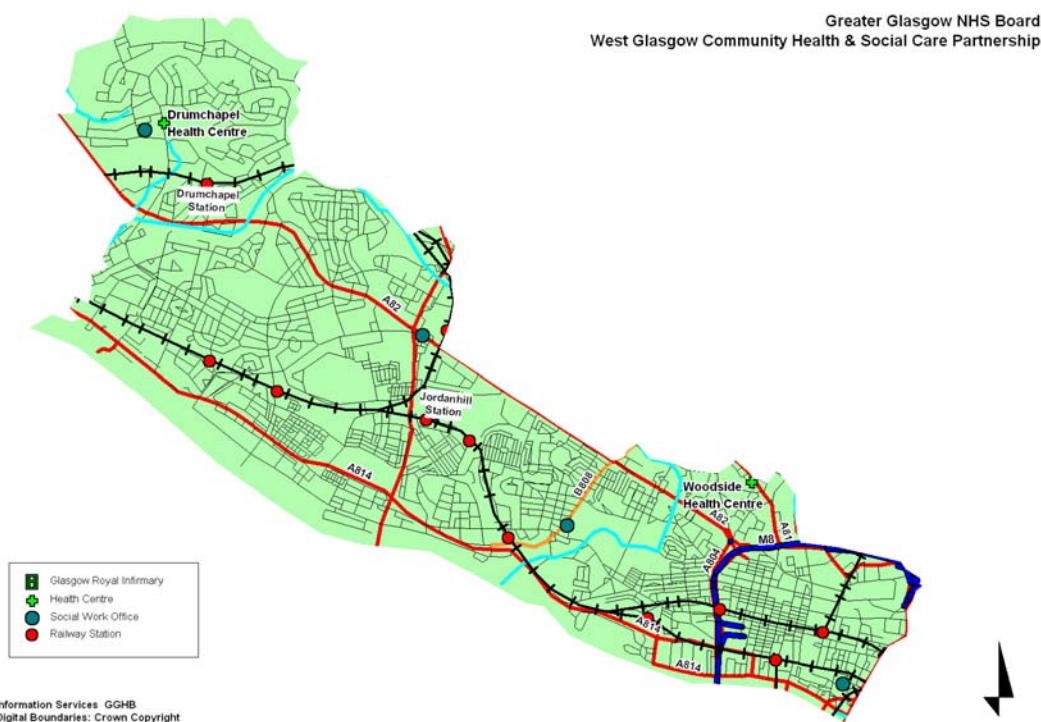 Greater Glasgow NHS Board
West Glasgow Community Health & Social Care Partnership
Drumchapel
Health Centre
Drumchapel
Station
A82
Jordanhill
Station
A814
B808
Woodside
Health Centre
A82
A81
M8
A804
A814
A814
Glasgow Royal Infirmary
Health Centre
Social Work Office
Railway Station
nformation Services GGHB
Digital Boundaries: Crown Copyright